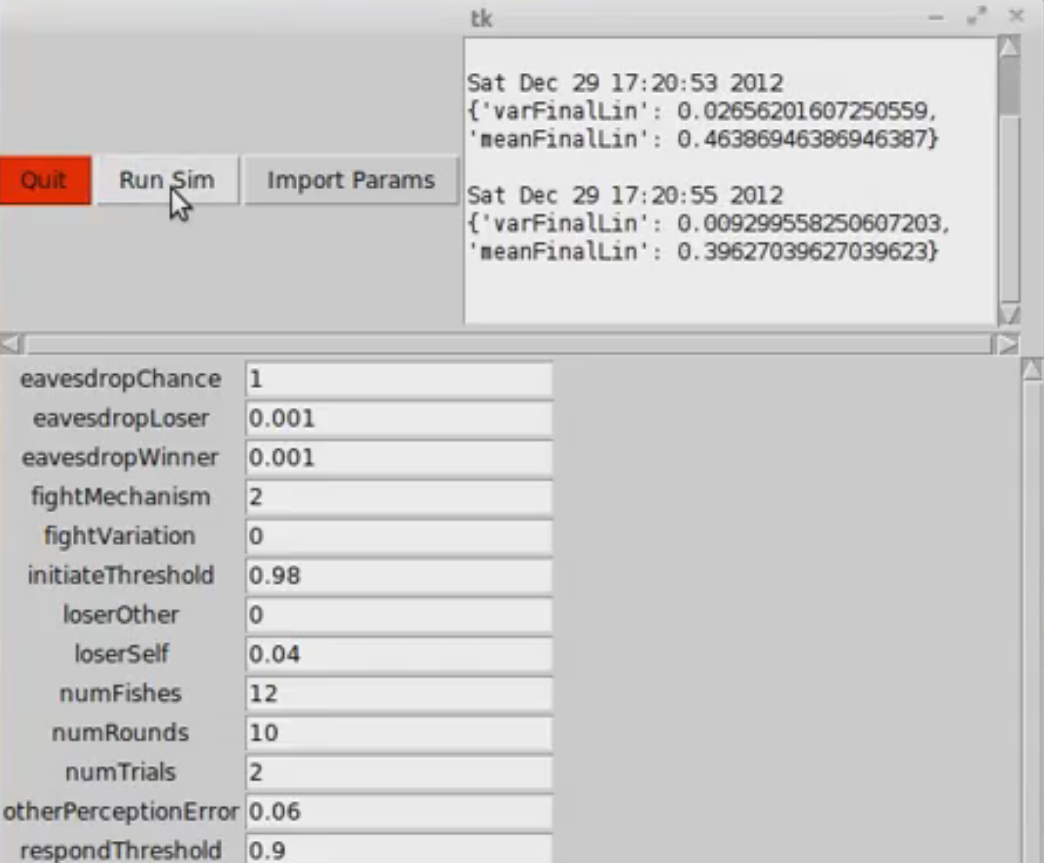 tk
Sat Dec 29 17:20:53 2012
{'varFinalLin': 0.02656201607250559,
'meanFinalLin': 0.46386946386946387}
Quit Run Sim Import Params
Sat Dec 29 17:20:55 2012
{'varFinalLin': 0.009299558250607203,
'meanFinalLin': 0.39627039627039623}
eavesdropChance 1
eavesdropLoser 0.001
eavesdropWinner 0.001
fightMechanism 2
fightVariation 0
initiateThreshold 0.98
loserOther 0
loserSelf 0.04
numFishes 12
numRounds 10
numTrials 2
otherPerceptionError 0.06
respondThreshold 0.9